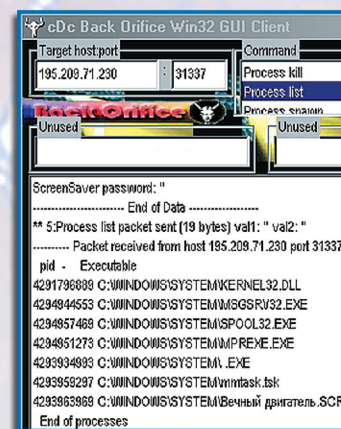 cDc Back Orifice Win32 GUI Client
Target host:port
Command
195.209.71.230 : 31337
Process kill
Process list
Process spawn
Back Orifice
Unused
Unused
ScreenSaver password: ''
------------------------ End of Data -------------------
** 5:Process list packet sent (19 bytes) val1: '' val2: ''
---------- Packet received from host 195.209.71.230 port 31337
pid - Executable
4291796889 C:\WINDOWS\SYSTEM\KERNEL32.DLL
4294944553 C:\WINDOWS\SYSTEM\MSGSRV32.EXE
4294957469 C:\WINDOWS\SYSTEM\SPOOL32.EXE
4294951273 C:\WINDOWS\SYSTEM\MPREXE.EXE
4293934993 C:\WINDOWS\SYSTEM\ .EXE
4293959297 C:\WINDOWS\SYSTEM\mmtask.tsk
4293963969 C:\WINDOWS\SYSTEM\Вечный двигатель.SCR
End of processes